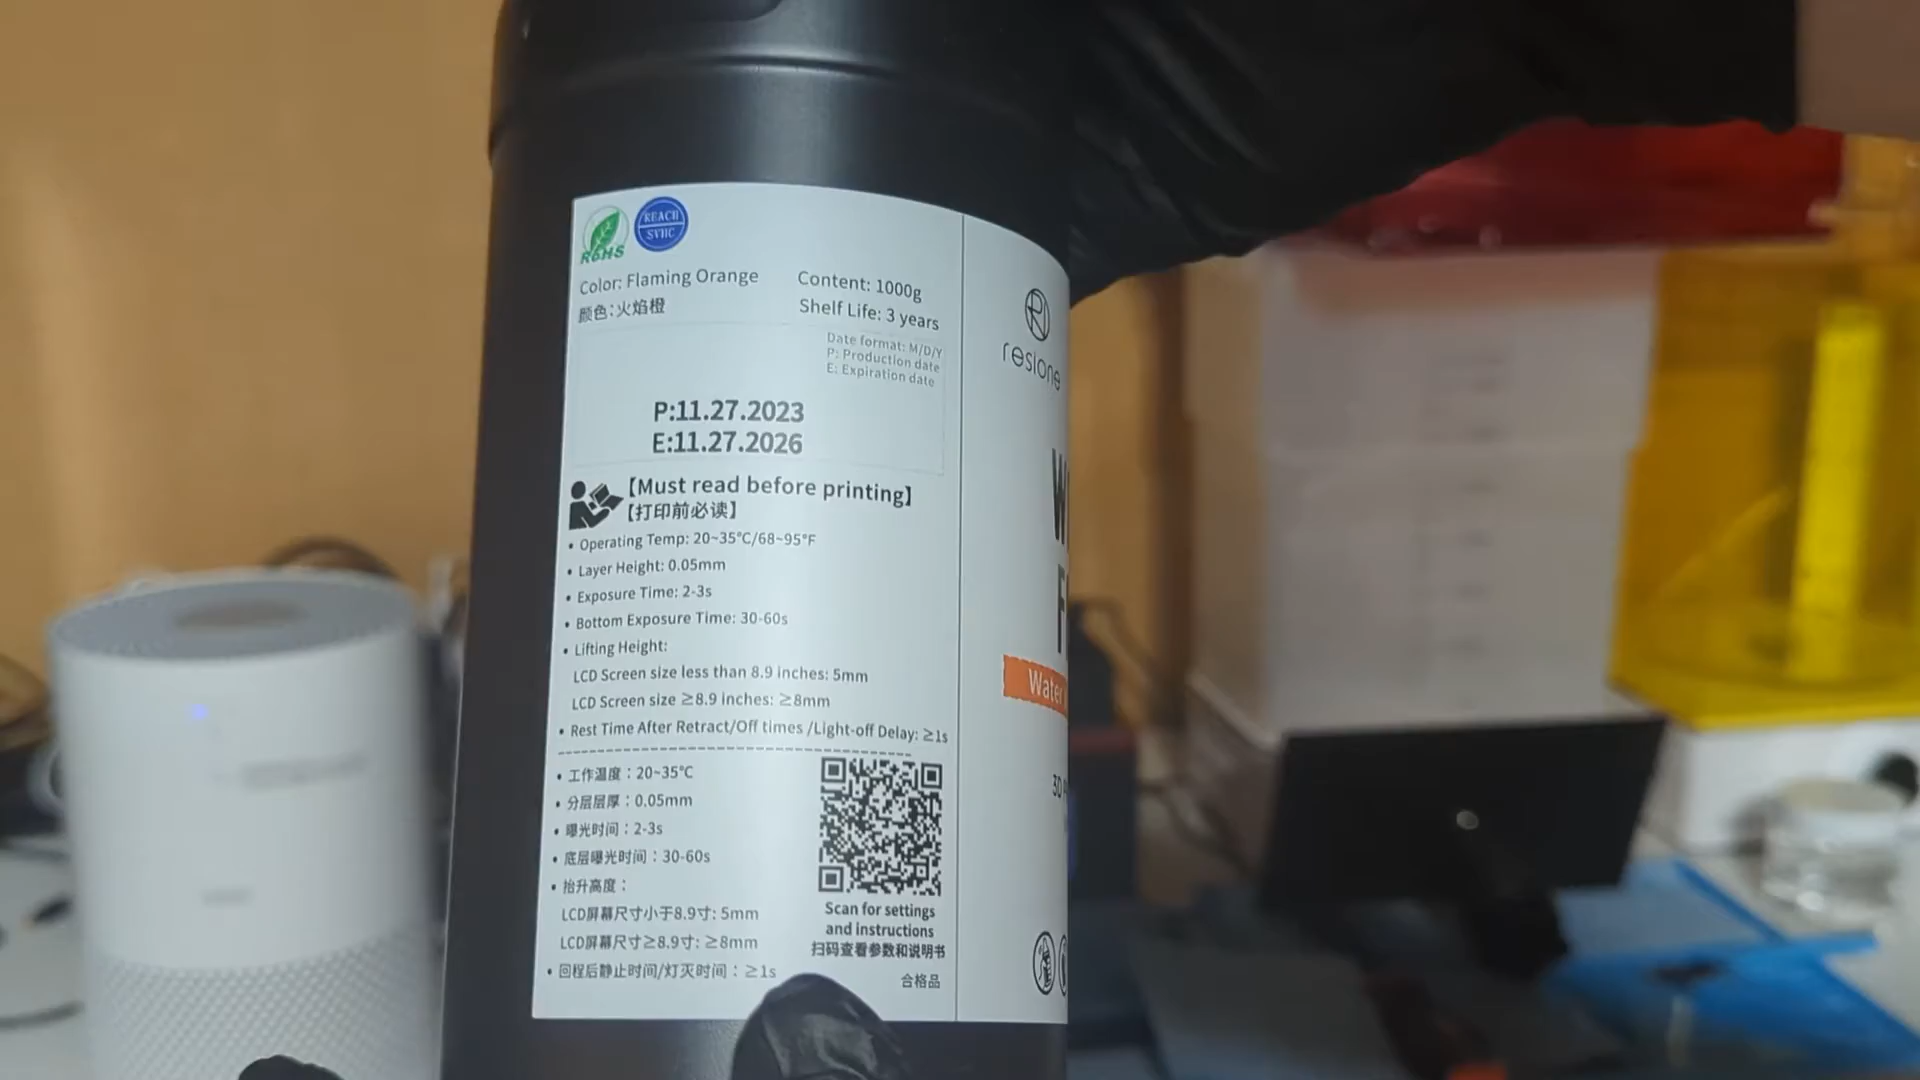 RoHS
REACH
SVHC
Color: Flaming Orange
颜色:火焰橙
Content: 1000g
Shelf Life: 3 years
Date format: M/D/Y
P: Production date
E: Expiration date
P:11.27.2023
E:11.27.2026
【Must read before printing】
【打印前必读】
• Operating Temp: 20~35°C/68~95°F
• Layer Height: 0.05mm
• Exposure Time: 2-3s
• Bottom Exposure Time: 30-60s
• Lifting Height:
LCD Screen size less than 8.9 inches: 5mm
LCD Screen size ≥8.9 inches: ≥8mm
• Rest Time After Retract/Off times /Light-off Delay: ≥1s
• 工作温度：20~35°C
• 分层层厚：0.05mm
• 曝光时间：2-3s
• 底层曝光时间：30-60s
• 抬升高度：
LCD屏幕尺寸小于8.9寸: 5mm
LCD屏幕尺寸≥8.9寸: ≥8mm
• 回程后静止时间/灯灭时间：≥1s
Scan for settings
and instructions
扫码查看参数和说明书
合格品
resione
Water
3D